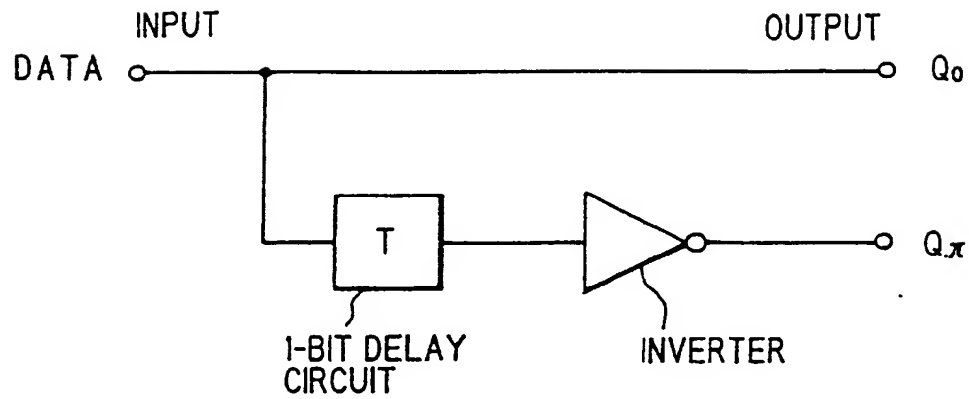 INPUT
OUTPUT
DATA
Q0
T
Qπ
1-BIT DELAY
CIRCUIT
INVERTER